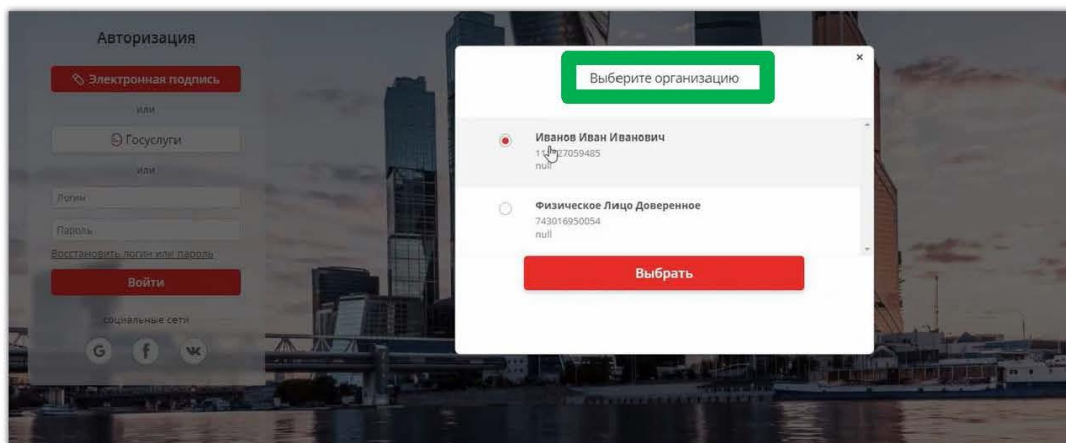 Авторизация
Электронная подпись
или
Госуслуги
или
Логин
Пароль
Восстановить логин или пароль
Войти
социальные сети
G f
×
Выберите организацию
Иванов Иван Иванович
27059485
null
Физическое Лицо Доверенное
743016950054
null
Выбрать